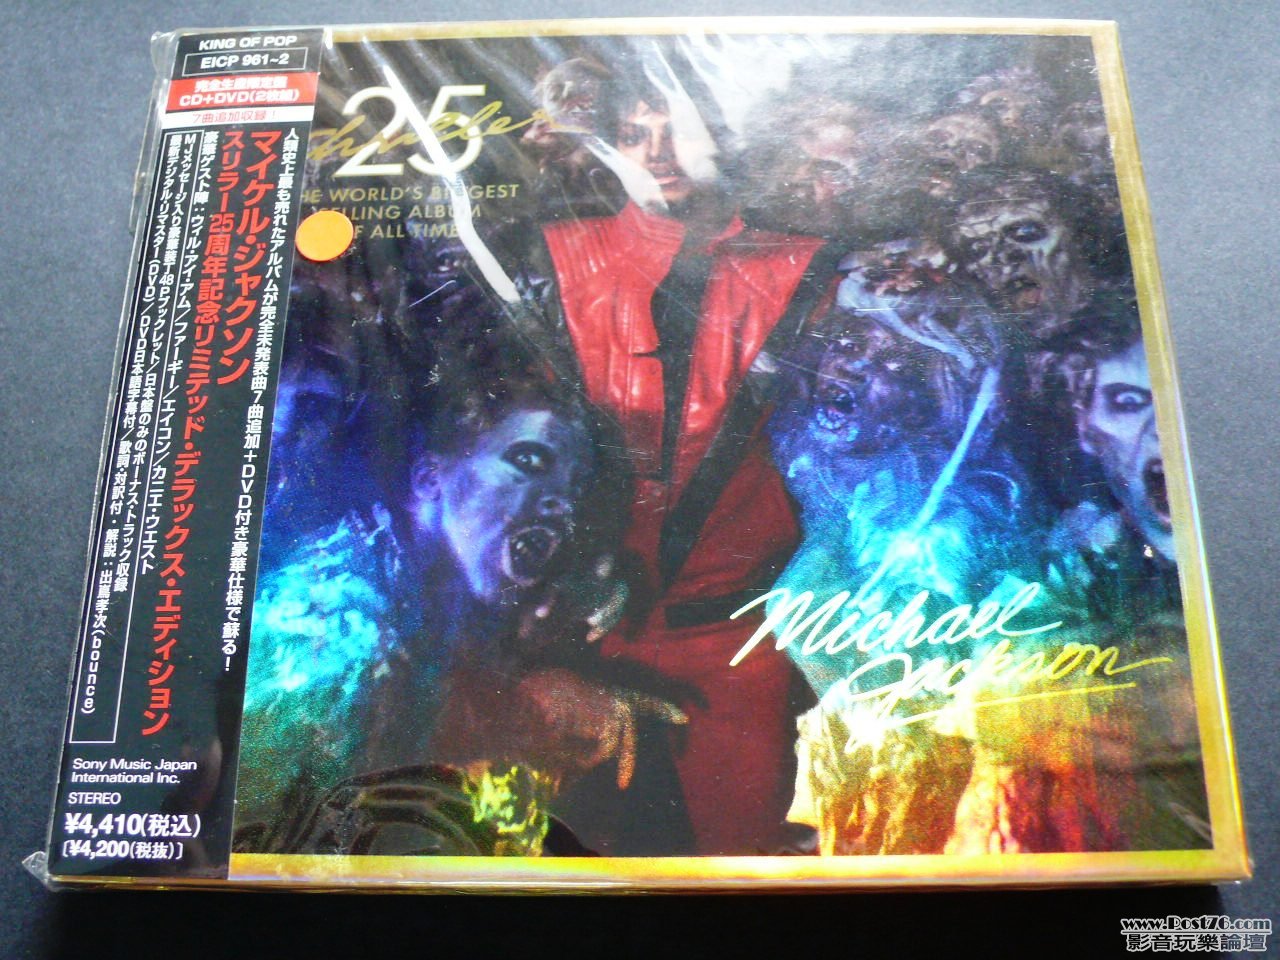 KING OF POP
EICP 961~2
完全生産限定盤
CD+DVD(2枚組)
7曲追加収録!
人類史上最も売れたアルバムが完全未発表曲7曲追加+DVD付き豪華仕様で蘇る!
マイケル・ジャクソン
スリラー25周年記念リミテッド・デラックス・エディション
豪華ゲスト陣:ウィル・アイ・アム/ファーギー/エイコン/カニエ・ウエスト
MJメッセージ入り豪華装丁48Pブックレット/日本盤のみのボーナス・トラック収録
最新デジタル・リマスター(DVD)/DVD日本語字幕付/歌詞・対訳付・解説:出嶌孝次(bounce)
Sony Music Japan
International Inc.
STEREO
¥4,410(税込)
[¥4,200(税抜)]
25
Thriller
HE WORLD'S BIGGEST
SELLING ALBUM
OF ALL TIME
Michael
Jackson
www.Post76.com
影音玩樂論壇